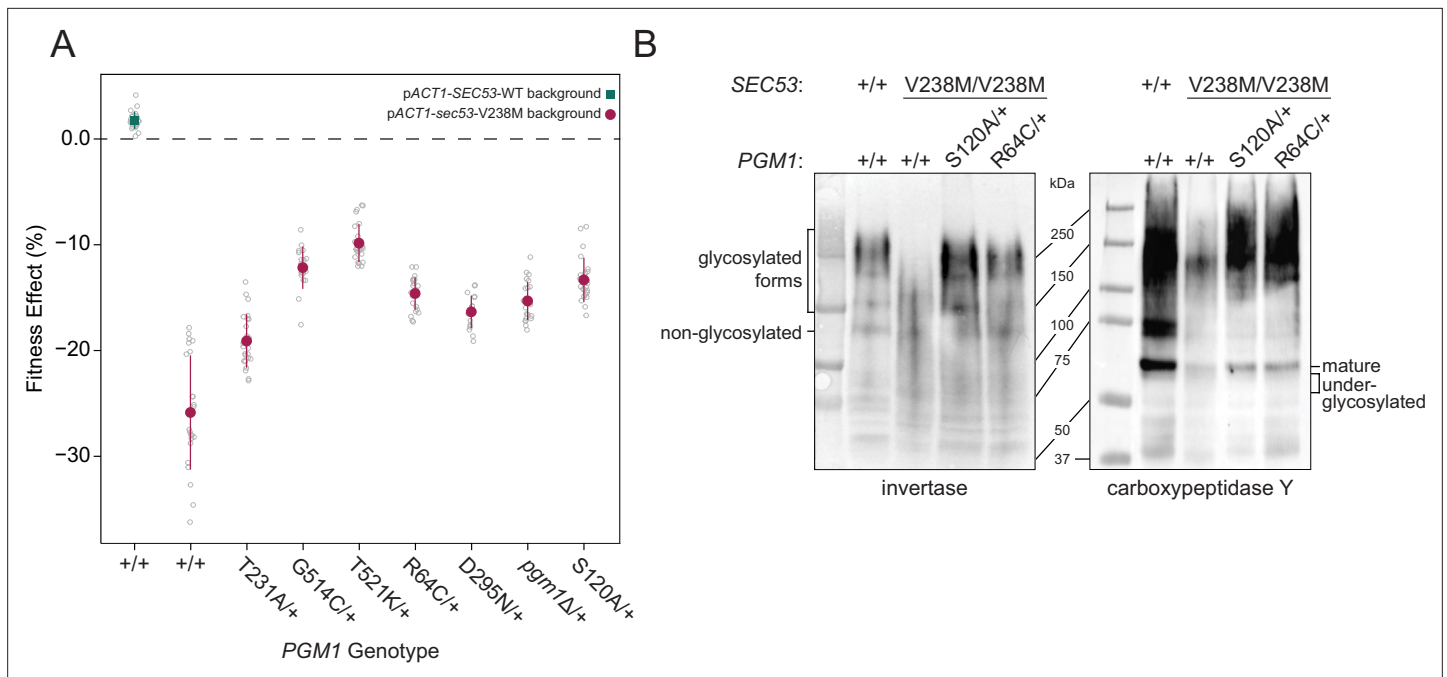 A
pACT1-SEC53-WT background
pACT1-sec53-V238M background
0.0
−10
−20
−30
Fitness Effect (%)
+/+
+/+
T231A/+
G514C/+
T521K/+
R64C/+
D295N/+
pgm1Δ/+
S120A/+
PGM1 Genotype
B
SEC53: +/+ V238M/V238M +/+ V238M/V238M
PGM1: +/+ +/+ S120A/+ R64C/+ +/+ +/+ S120A/+ R64C/+
kDa
250
150
100
75
50
37
glycosylated
forms
non-glycosylated
mature
under-
glycosylated
invertase
carboxypeptidase Y